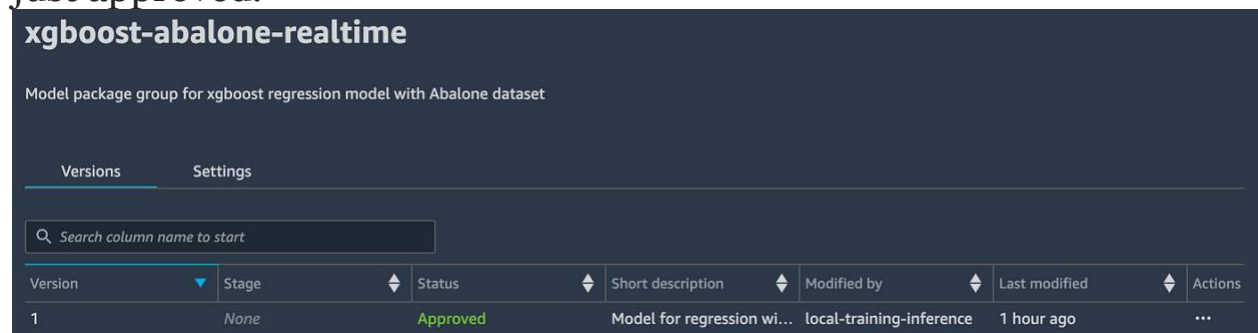 just approved.
xgboost-abalone-realtime
Model package group for xgboost regression model with Abalone dataset
Versions Settings
Search column name to start
Version Stage Status Short description Modified by Last modified Actions
1 None Approved Model for regression wi... local-training-inference 1 hour ago ...